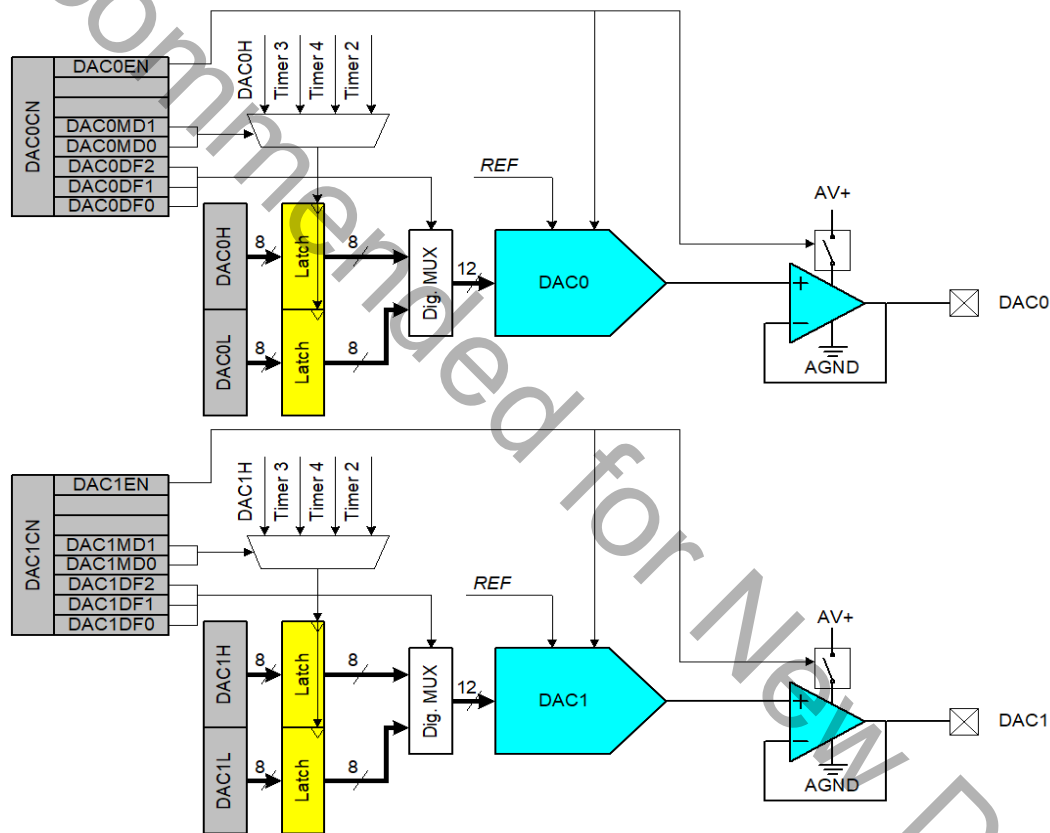 DAC0CN
DAC0EN
DAC0MD1
DAC0MD0
DAC0DF2
DAC0DF1
DAC0DF0
DAC0H
Timer 3
Timer 4
Timer 2
DAC0H
DAC0L
8
8
Latch
Latch
8
8
Dig. MUX
12
REF
DAC0
AV+
+
−
AGND
DAC0
DAC1CN
DAC1EN
DAC1MD1
DAC1MD0
DAC1DF2
DAC1DF1
DAC1DF0
DAC1H
Timer 3
Timer 4
Timer 2
DAC1H
DAC1L
8
8
Latch
Latch
8
8
Dig. MUX
12
REF
DAC1
AV+
+
−
AGND
DAC1
ommended for New D